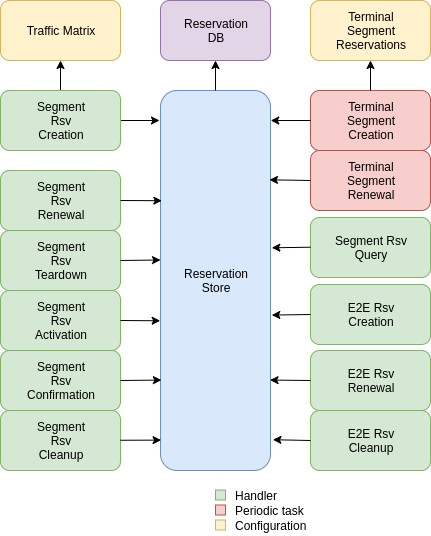 Traffic Matrix
Reservation
DB
Terminal
Segment
Reservations
Segment
Rsv
Creation
Segment
Rsv
Renewal
Segment
Rsv
Teardown
Segment
Rsv
Activation
Segment
Rsv
Confirmation
Segment
Rsv
Cleanup
Reservation
Store
Terminal
Segment
Creation
Terminal
Segment
Renewal
Segment Rsv
Query
E2E Rsv
Creation
E2E Rsv
Renewal
E2E Rsv
Cleanup
Handler
Periodic task
Configuration